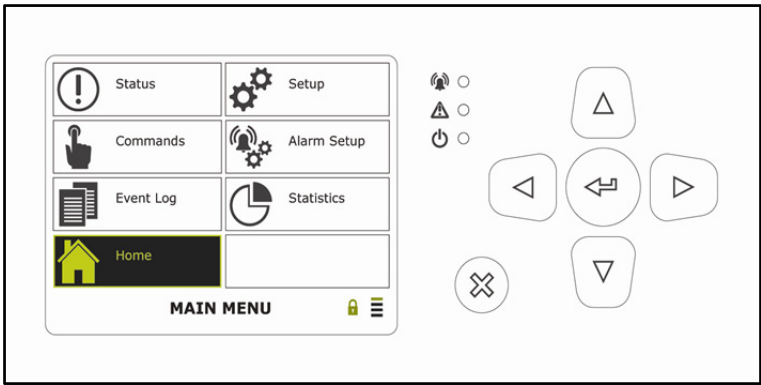 Status
Setup
Commands
Alarm Setup
Event Log
Statistics
Home
MAIN MENU